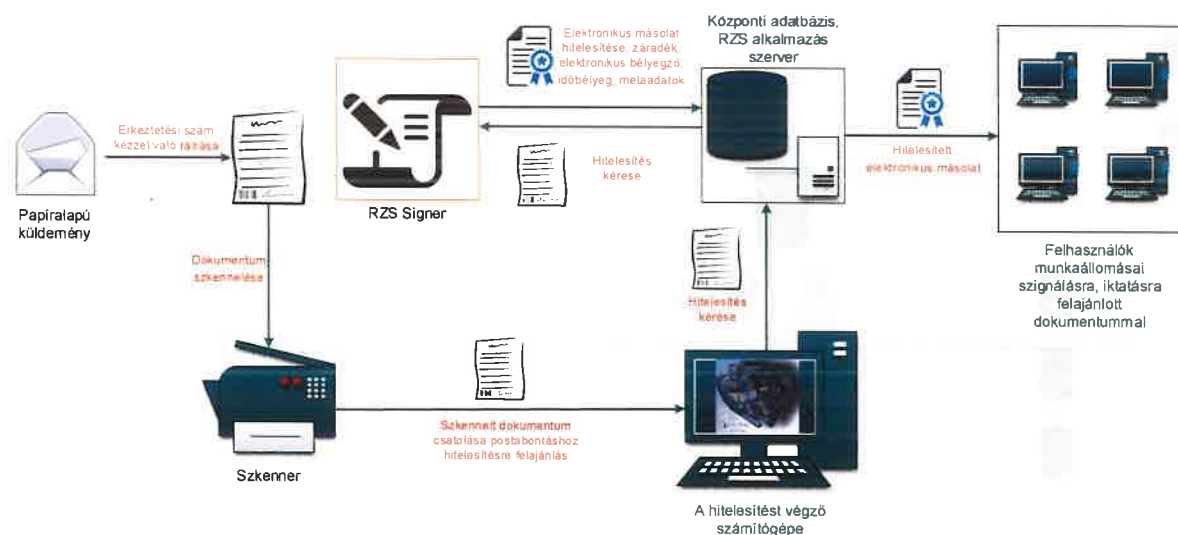 Papíralapú
küldemény
Érkeztetési szám
kézzel való ráírása
Dokumentum
szkennelése
Szkenner
Szkennelt dokumentum
csatolása postabontáshoz
hitelesítésre felajánlás
A hitelesítést végző
számítógépe
Hitelesítés
kérése
Központi adatbázis,
RZS alkalmazás
szerver
Hitelesítés
kérése
RZS Signer
Elektronikus másolat
hitelesítése, záradék,
elektronikus bélyegző,
időbélyeg, metaadatok
Hitelesített
elektronikus másolat
Felhasználók
munkaállomásai
szignálásra, iktatásra
felajánlott
dokumentummal